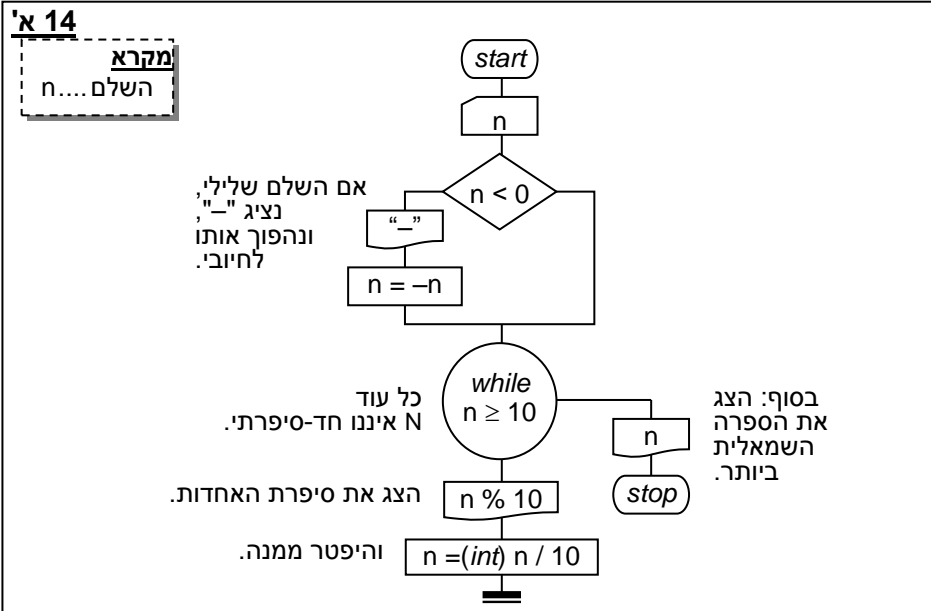 14 א'
מקרא
השלם....n
start
n
n < 0
אם השלם שלילי,
נציג "–",
ונהפוך אותו
לחיובי.
“–”
n = –n
while
n ≥ 10
כל עוד
N איננו חד-סיפרתי.
בסוף: הצג
את הספרה
השמאלית
ביותר.
n
stop
הצג את סיפרת האחדות.
n % 10
והיפטר ממנה.
n =(int) n / 10